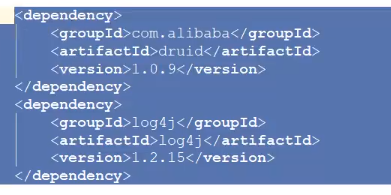 <dependency>
<groupId>com.alibaba</groupId>
<artifactId>druid</artifactId>
<version>1.0.9</version>
</dependency>
<dependency>
<groupId>log4j</groupId>
<artifactId>log4j</artifactId>
<version>1.2.15</version>
</dependency>